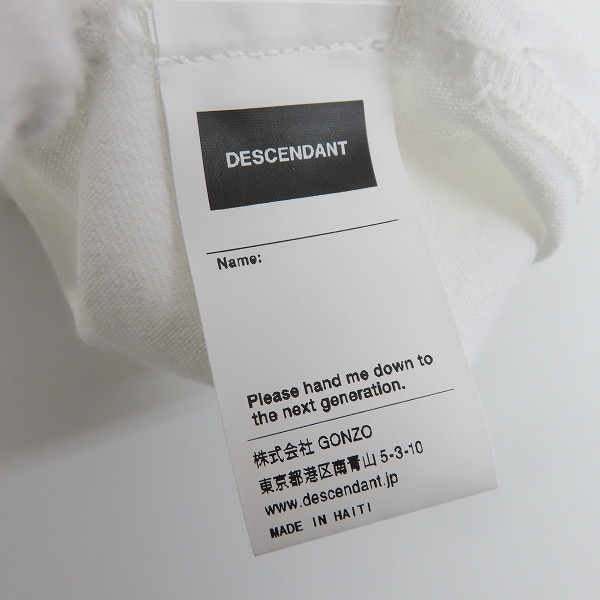 DESCENDANT
Name:
Please hand me down to
the next generation.
株式会社 GONZO
東京都港区南青山 5-3-10
www.descendant.jp
MADE IN HAITI